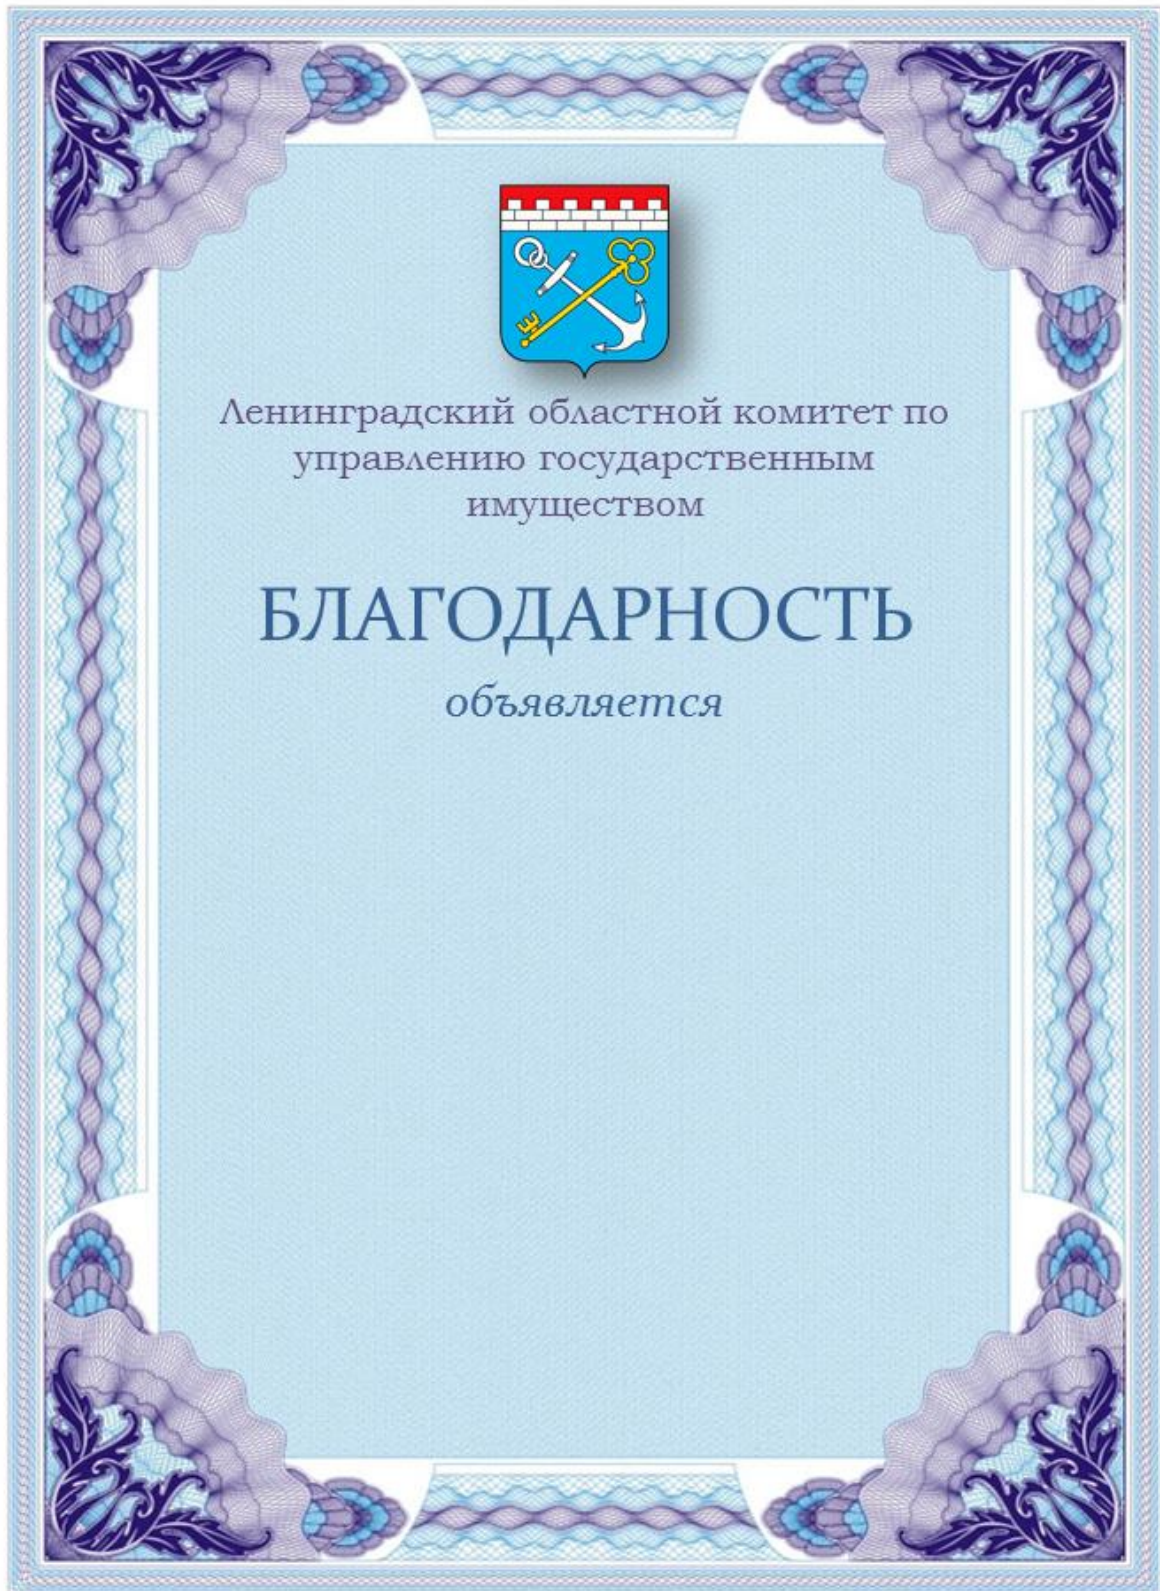 Ленинградский областной комитет по
управлению государственным
имуществом
БЛАГОДАРНОСТЬ
объявляется